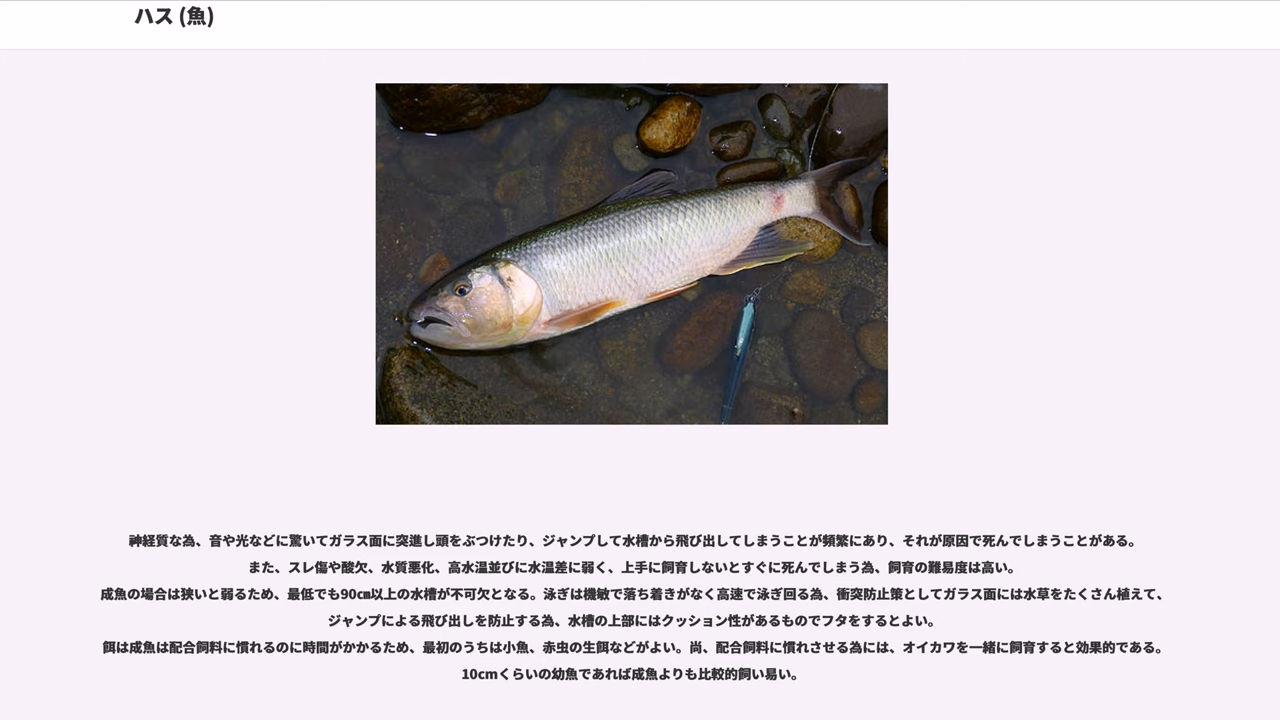 ハス (魚)
神経質な為、音や光などに驚いてガラス面に突進し頭をぶつけたり、ジャンプして水槽から飛び出してしまうことが頻繁にあり、それが原因で死んでしまうことがある。
また、スレ傷や酸欠、水質悪化、高水温並びに水温差に弱く、上手に飼育しないとすぐに死んでしまう為、飼育の難易度は高い。
成魚の場合は狭いと弱るため、最低でも90㎝以上の水槽が不可欠となる。泳ぎは機敏で落ち着きがなく高速で泳ぎ回る為、衝突防止策としてガラス面には水草をたくさん植えて、
ジャンプによる飛び出しを防止する為、水槽の上部にはクッション性があるものでフタをするとよい。
餌は成魚は配合飼料に慣れるのに時間がかかるため、最初のうちは小魚、赤虫の生餌などがよい。尚、配合飼料に慣れさせる為には、オイカワを一緒に飼育すると効果的である。
10cmくらいの幼魚であれば成魚よりも比較的飼い易い。